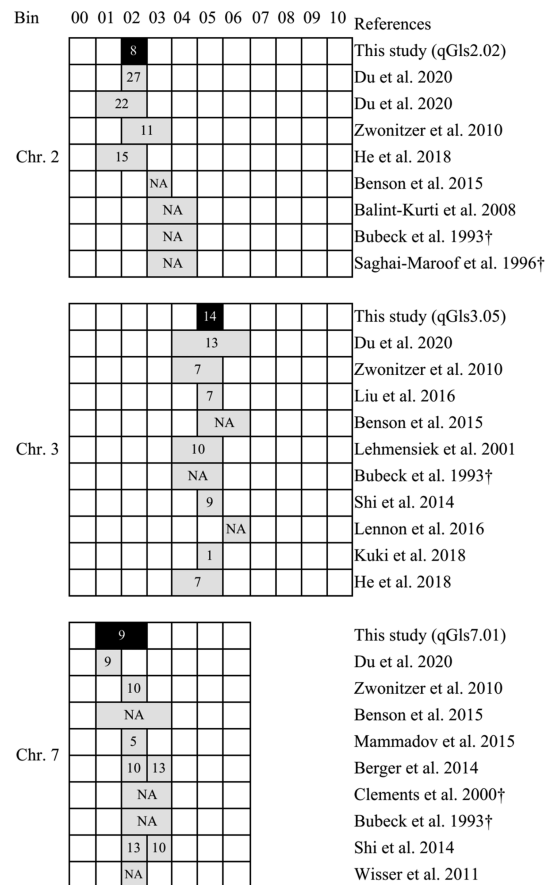 Bin 00 01 02 03 04 05 06 07 08 09 10 References
8 This study (qGls2.02)
27 Du et al. 2020
22 Du et al. 2020
11 Zwonitzer et al. 2010
Chr. 2 15 He et al. 2018
NA Benson et al. 2015
NA Balint-Kurti et al. 2008
NA Bubeck et al. 1993†
NA Saghai-Maroof et al. 1996†
14 This study (qGls3.05)
13 Du et al. 2020
7 Zwonitzer et al. 2010
7 Liu et al. 2016
NA Benson et al. 2015
Chr. 3 10 Lehmensiek et al. 2001
NA Bubeck et al. 1993†
9 Shi et al. 2014
NA Lennon et al. 2016
1 Kuki et al. 2018
7 He et al. 2018
9 This study (qGls7.01)
9 Du et al. 2020
10 Zwonitzer et al. 2010
NA Benson et al. 2015
5 Mammadov et al. 2015
Chr. 7 10 13 Berger et al. 2014
NA Clements et al. 2000†
NA Bubeck et al. 1993†
13 10 Shi et al. 2014
NA Wisser et al. 2011